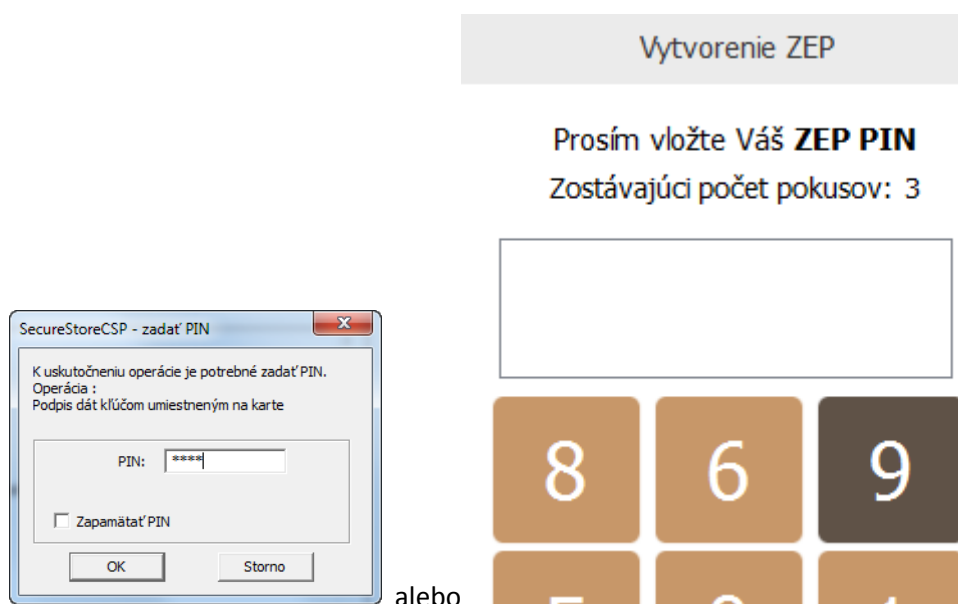 Vytvorenie ZEP
Prosím vložte Váš ZEP PIN
Zostávajúci počet pokusov: 3
8 6 9
SecureStoreCSP - zadať PIN
K uskutočneniu operácie je potrebné zadať PIN.
Operácia :
Podpis dát kľúčom umiestneným na karte
PIN: ****
Zapamätať PIN
OK Storno
alebo